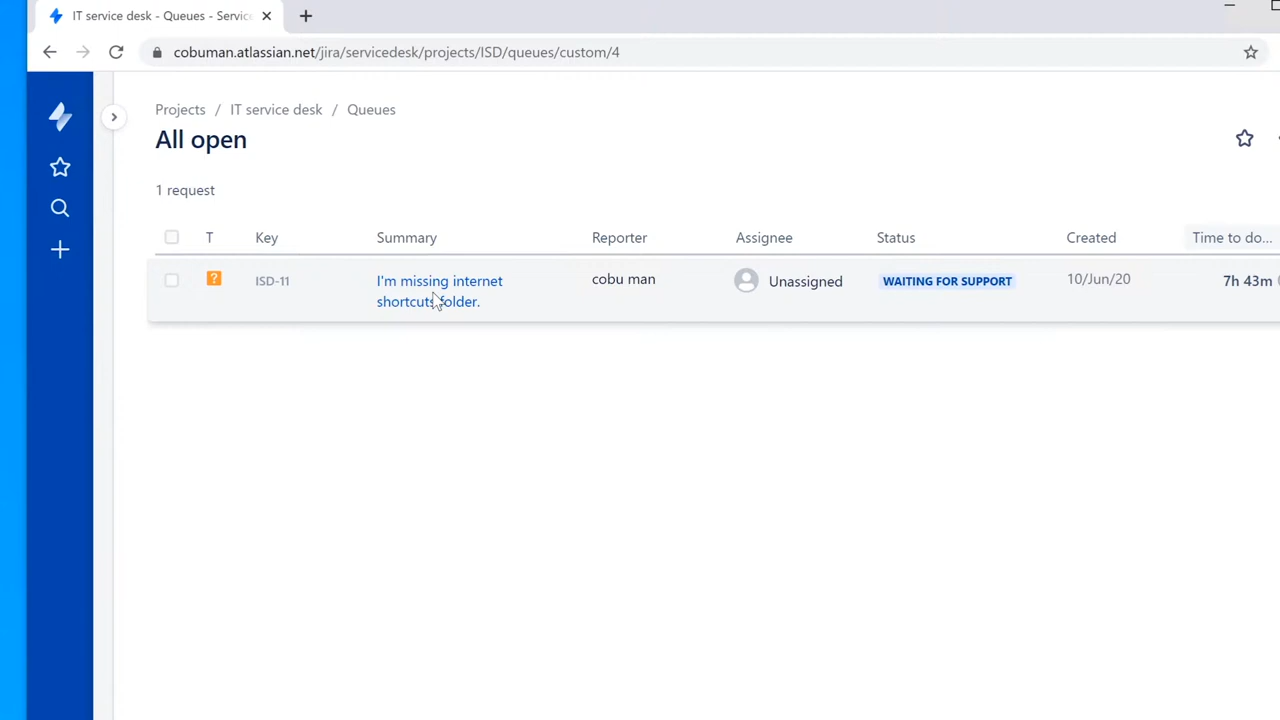 IT service desk - Queues - Servic
cobuman.atlassian.net/jira/servicedesk/projects/ISD/queues/custom/4
Projects / IT service desk / Queues
All open
1 request
T Key Summary Reporter Assignee Status Created Time to do...
? ISD-11 I'm missing internet cobu man Unassigned WAITING FOR SUPPORT 10/Jun/20 7h 43m
shortcuts folder.